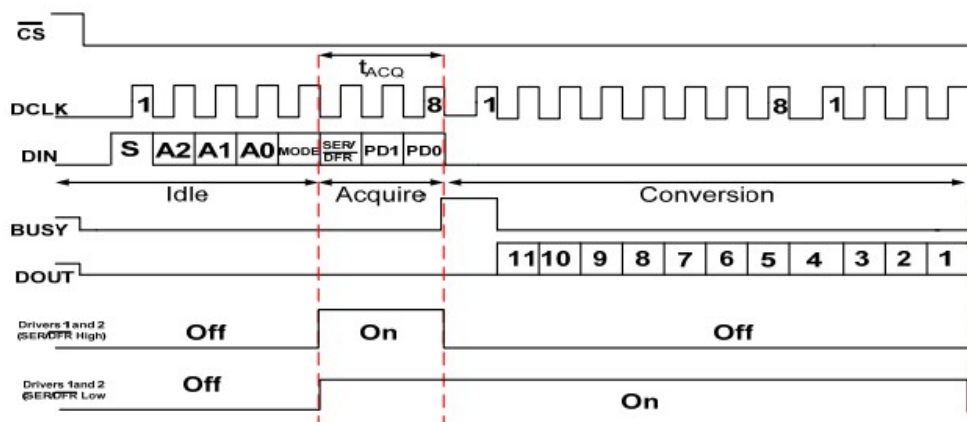 CS
tACQ
DCLK 1 8 1 8 1
DIN S A2 A1 A0 MODE SER/DFR PD1 PD0
Idle Acquire Conversion
BUSY
DOUT 11 10 9 8 7 6 5 4 3 2 1
Drivers 1 and 2
(SER/DFR High)
Off On Off
Drivers 1and 2
(SER/DFR Low
Off
On